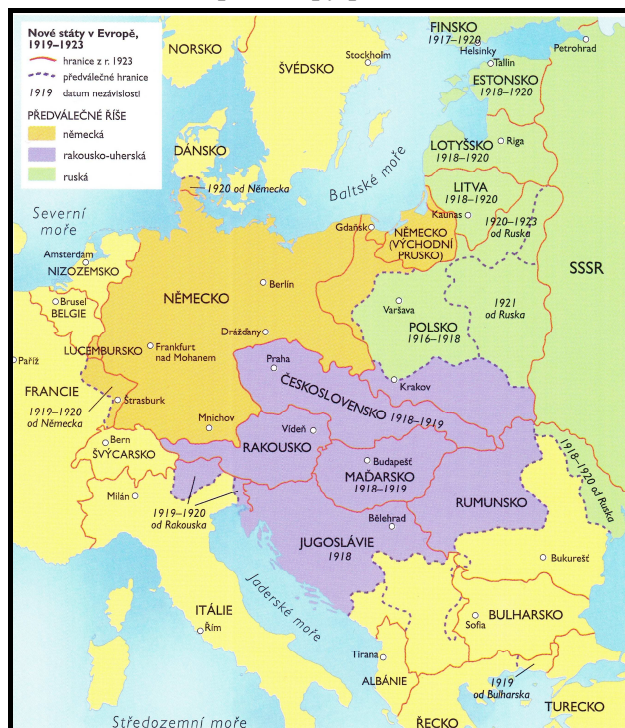 Nové státy v Evropě,
1919–1923
hranice z r. 1923
předválečné hranice
1919 datum nezávislosti
PŘEDVÁLEČNÉ ŘÍŠE
německá
rakousko-uherská
ruská
NORSKO
ŠVÉDSKO
Stockholm
FINSKO
1917–1920
Helsinky
Petrohrad
Tallin
ESTONSKO
1918–1920
DÁNSKO
LOTYŠSKO
1918–1920
Riga
1920 od Německa
Baltské moře
LITVA
1918–1920
Kaunas
1920–1923
od Ruska
Severní
moře
Gdaňsk
NĚMECKO
(VÝCHODNÍ
PRUSKO)
SSSR
Amsterdam
NIZOZEMSKO
Berlín
NĚMECKO
Brusel
BELGIE
Varšava
POLSKO
1916–1918
1921
od Ruska
Drážďany
LUCEMBURSKO
Frankfurt
nad Mohanem
Paříž
Praha
Krakov
FRANCIE
1919–1920
od Německa
Strasburk
ČESKOSLOVENSKO 1918–1919
Mnichov
Vídeň
Bern
ŠVÝCARSKO
RAKOUSKO
Budapešť
MAĎARSKO
1918–1919
1918–1920 od Ruska
Milán
1919–1920
od Rakouska
RUMUNSKO
Bělehrad
JUGOSLÁVIE
1918
Bukurešť
ITÁLIE
Řím
Jaderské moře
BULHARSKO
Sofia
Tirana
ALBÁNIE
1919
od Bulharska
TURECKO
ŘECKO
Středozemní moře